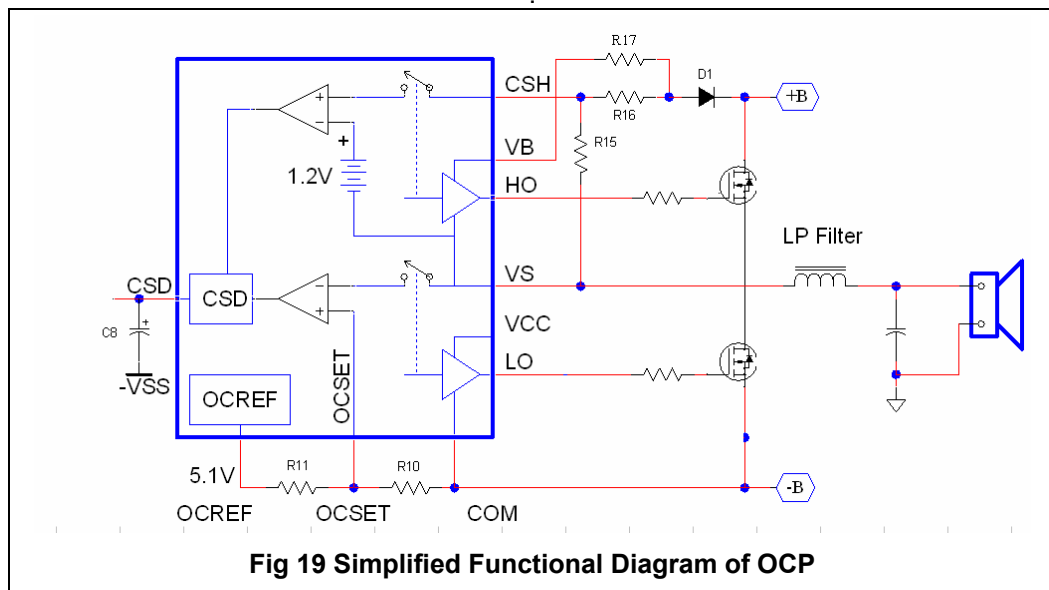 R17
CSH
D1
+B
R16
VB
R15
1.2V
HO
LP Filter
CSD
CSD
VS
VCC
C8
LO
-VSS
OCSET
OCREF
5.1V
R11
R10
-B
OCREF
OCSET
COM
Fig 19 Simplified Functional Diagram of OCP